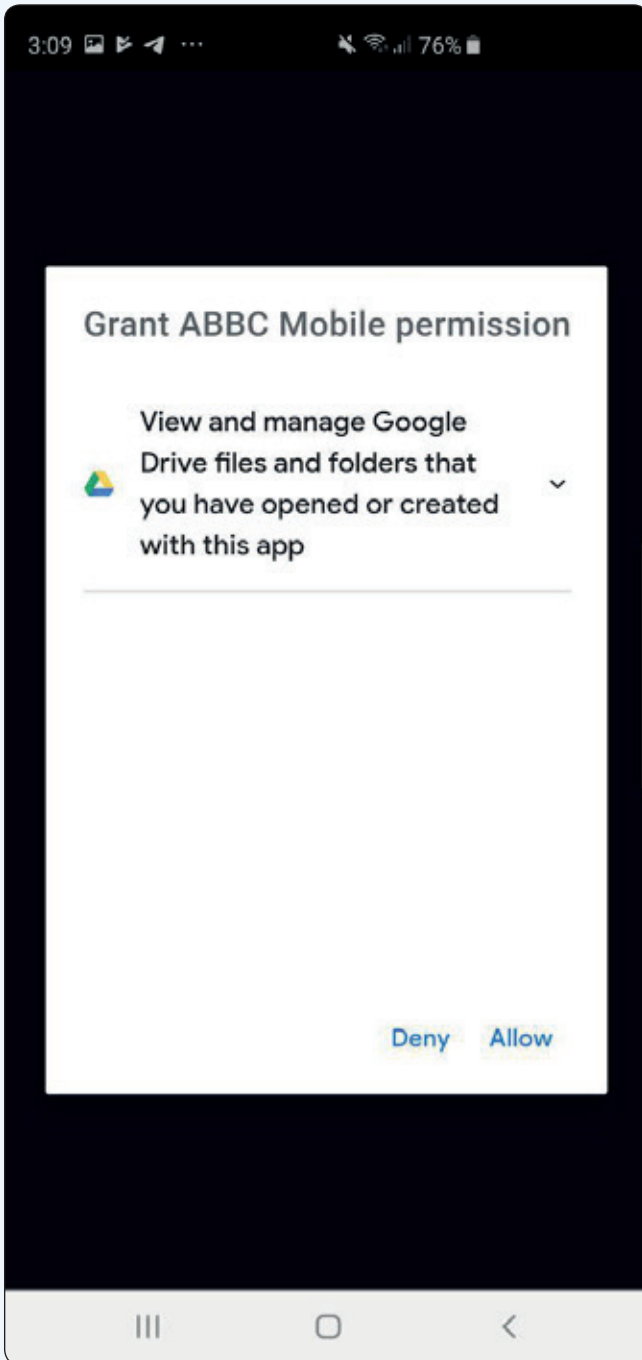 3:09 76%
Grant ABBC Mobile permission
View and manage Google
Drive files and folders that
you have opened or created
with this app
Deny Allow